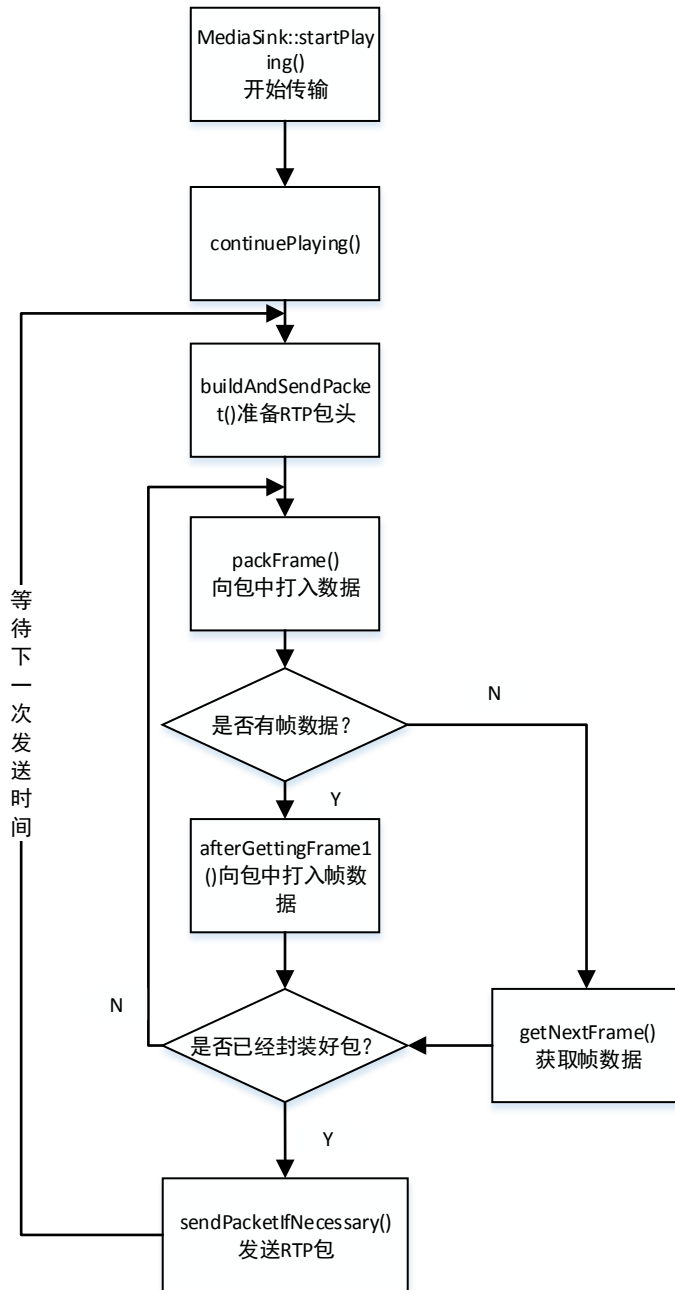 MediaSink::startPlay
ing()
开始传输
continuePlaying()
buildAndSendPacke
t()准备RTP包头
packFrame()
向包中打入数据
等待下一次发送时间
是否有帧数据?
N
Y
afterGettingFrame1
()向包中打入帧数
据
N
是否已经封装好包?
getNextFrame()
获取帧数据
Y
sendPacketIfNecessary()
发送RTP包